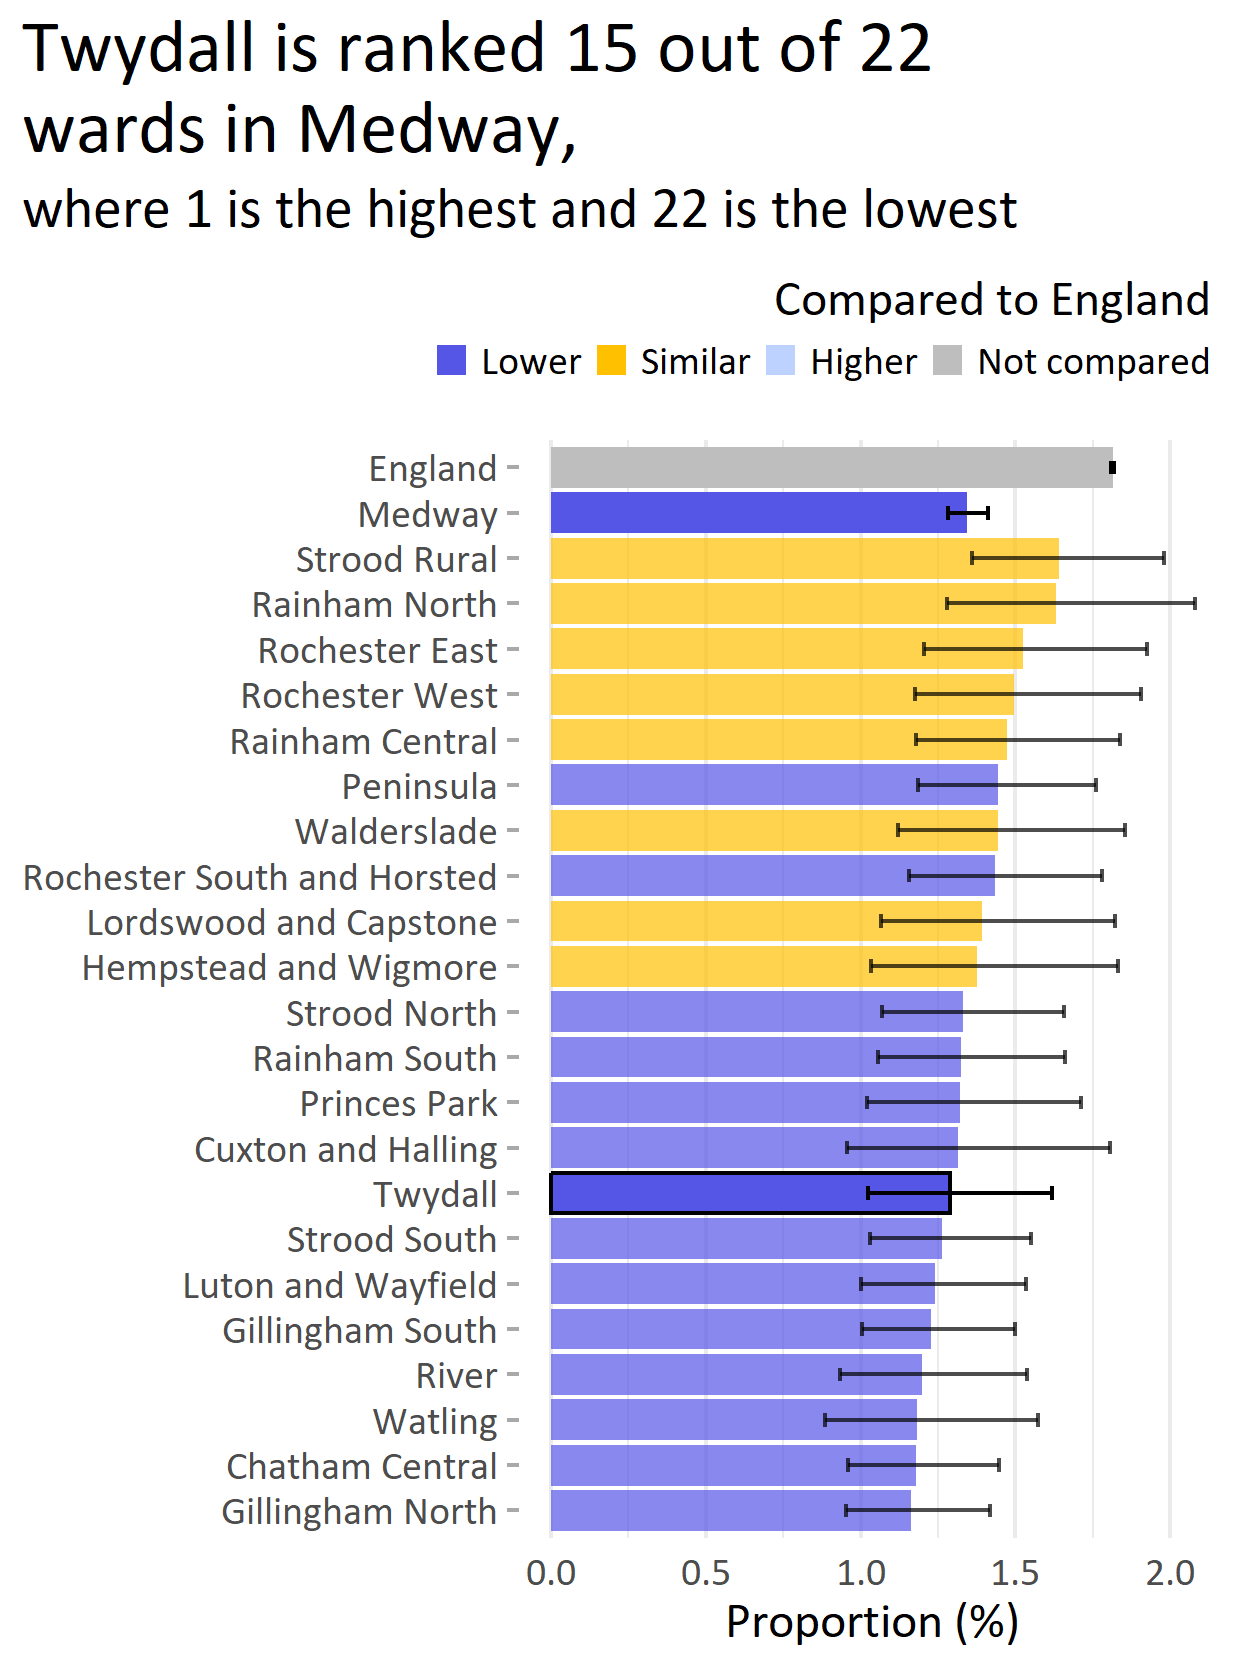 Twydall is ranked 15 out of 22
wards in Medway,
where 1 is the highest and 22 is the lowest
Compared to England
Lower Similar Higher Not compared
England
Medway
Strood Rural
Rainham North
Rochester East
Rochester West
Rainham Central
Peninsula
Walderslade
Rochester South and Horsted
Lordswood and Capstone
Hempstead and Wigmore
Strood North
Rainham South
Princes Park
Cuxton and Halling
Twydall
Strood South
Luton and Wayfield
Gillingham South
River
Watling
Chatham Central
Gillingham North
0.0 0.5 1.0 1.5 2.0
Proportion (%)